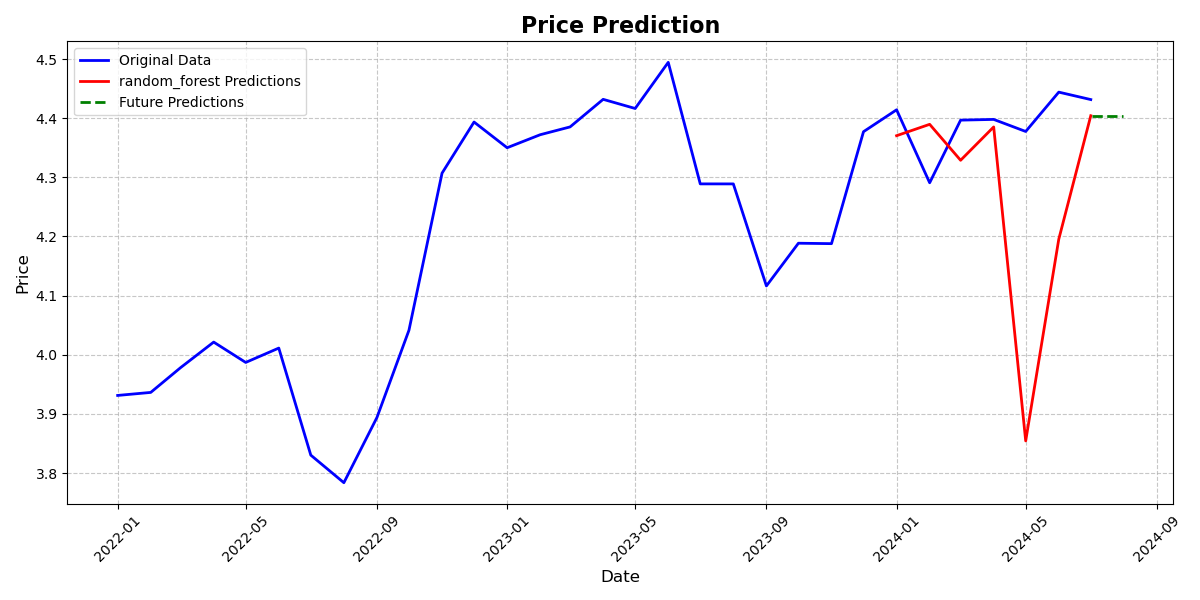 Price Prediction
Original Data
random_forest Predictions
Future Predictions
Price
4.5
4.4
4.3
4.2
4.1
4.0
3.9
3.8
2022-01
2022-05
2022-09
2023-01
2023-05
2023-09
2024-01
2024-05
2024-09
Date